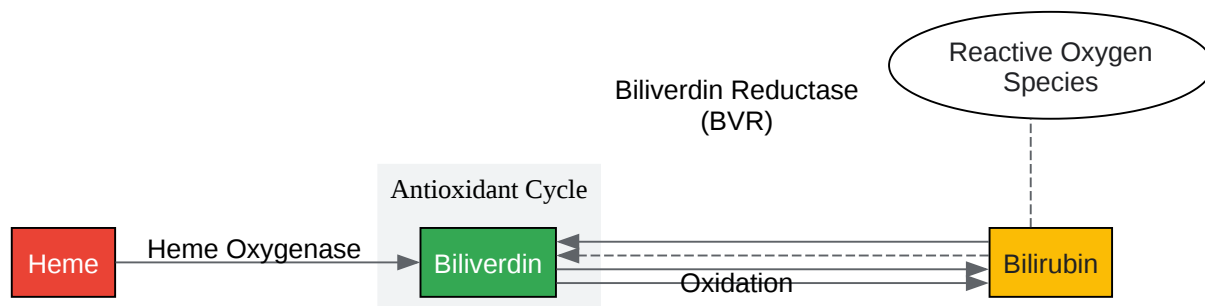 Reactive Oxygen
Species
Biliverdin Reductase
(BVR)
Antioxidant Cycle
Heme
Heme Oxygenase
Biliverdin
Oxidation
Bilirubin